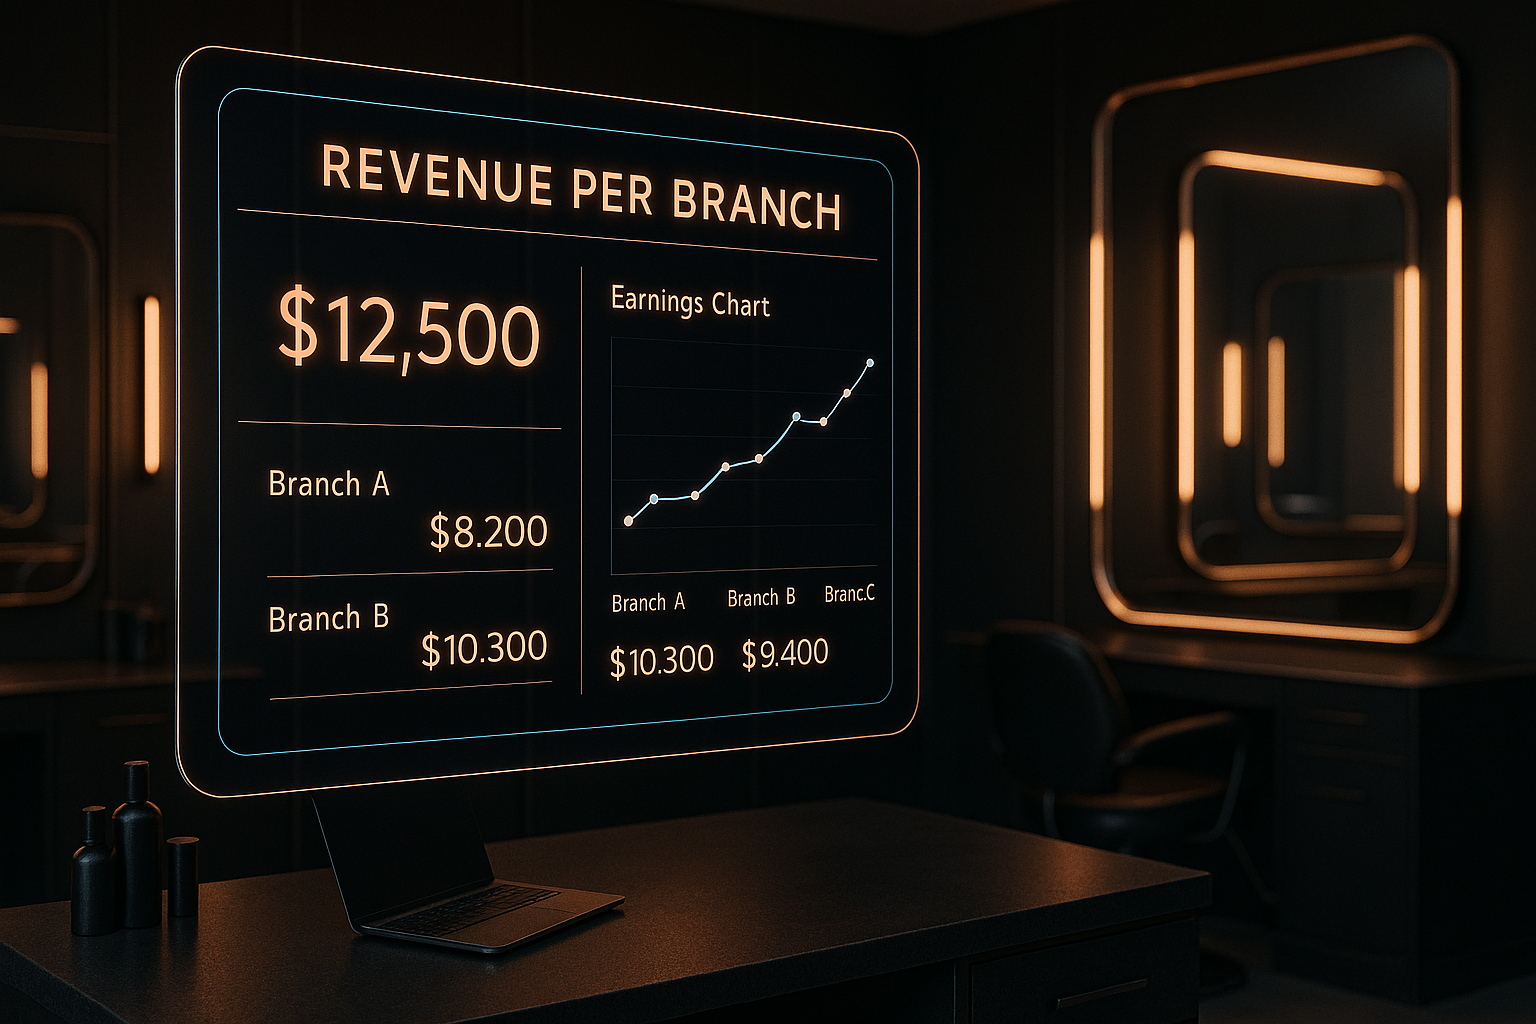 REVENUE PER BRANCH
$12,500
Branch A
$8.200
Branch B
$10.300
Earnings Chart
Branch A Branch B Branc.C
$10.300 $9.400